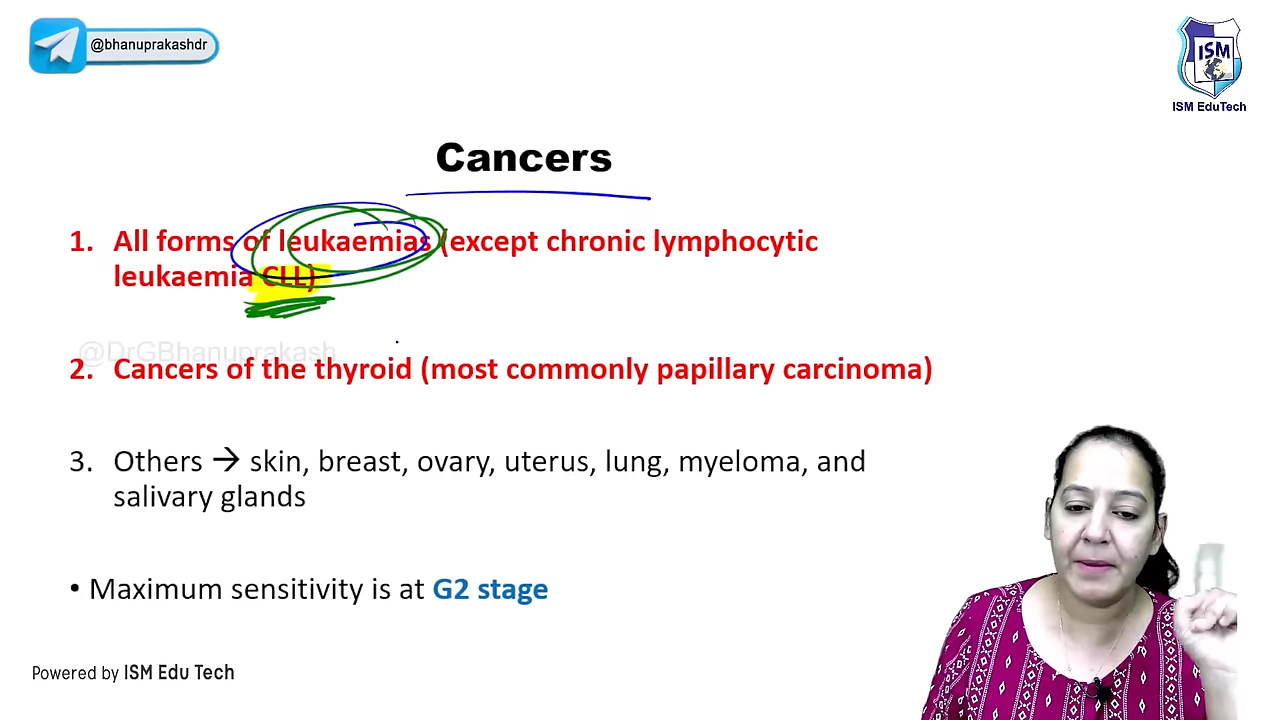 @bhanuprakashdr
ISM
ISM EduTech
Cancers
1. All forms of leukaemias (except chronic lymphocytic
leukaemia CLL)
@DrGBhanuprakash
2. Cancers of the thyroid (most commonly papillary carcinoma)
3. Others → skin, breast, ovary, uterus, lung, myeloma, and
salivary glands
• Maximum sensitivity is at G2 stage
Powered by ISM Edu Tech